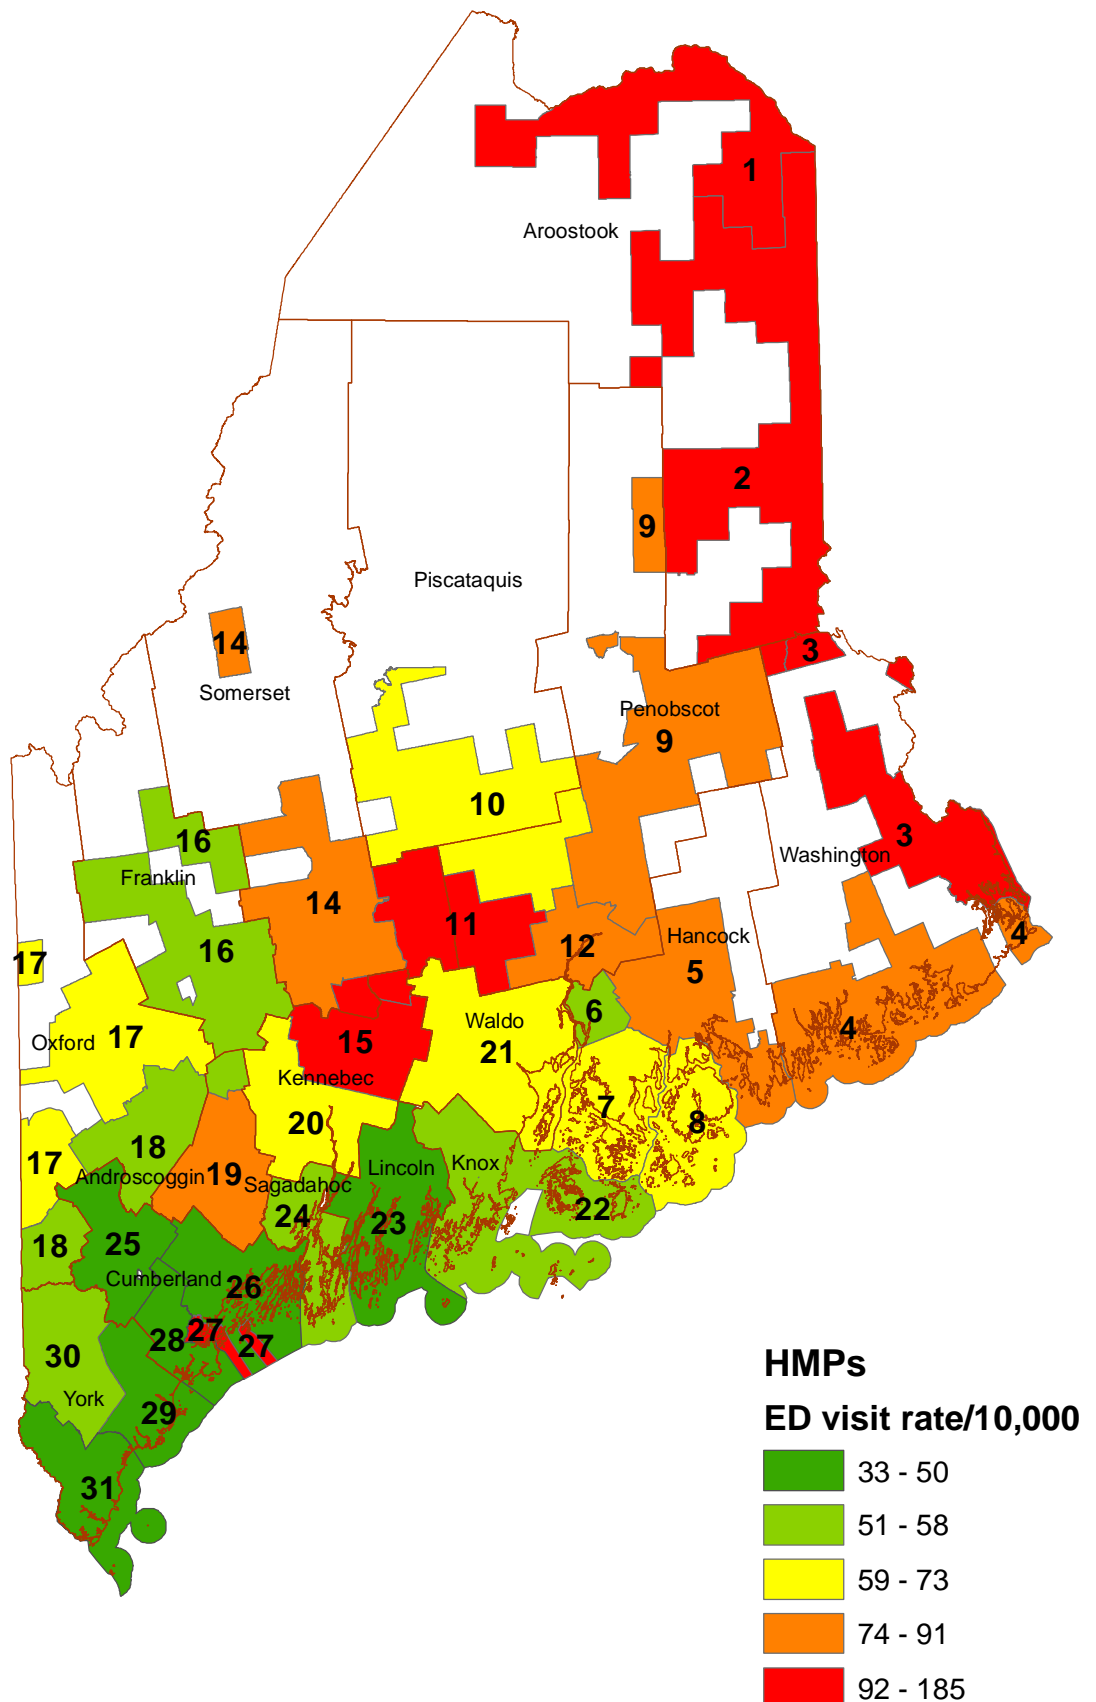 1
Aroostook
2
9
Piscataquis
14
3
Somerset
Penobscot
9
10
16
3
Washington
Franklin
14
11
4
Hancock
12
16
17
5
6
Waldo
4
17
Oxford
15
21
Kennebec
7
8
20
18
17
Knox
Lincoln
Androscoggin
19
Sagadahoc
22
24
23
25
18
Cumberland
26
27
28
27
30
York
29
31
HMPs
ED visit rate/10,000
33 - 50
51 - 58
59 - 73
74 - 91
92 - 185